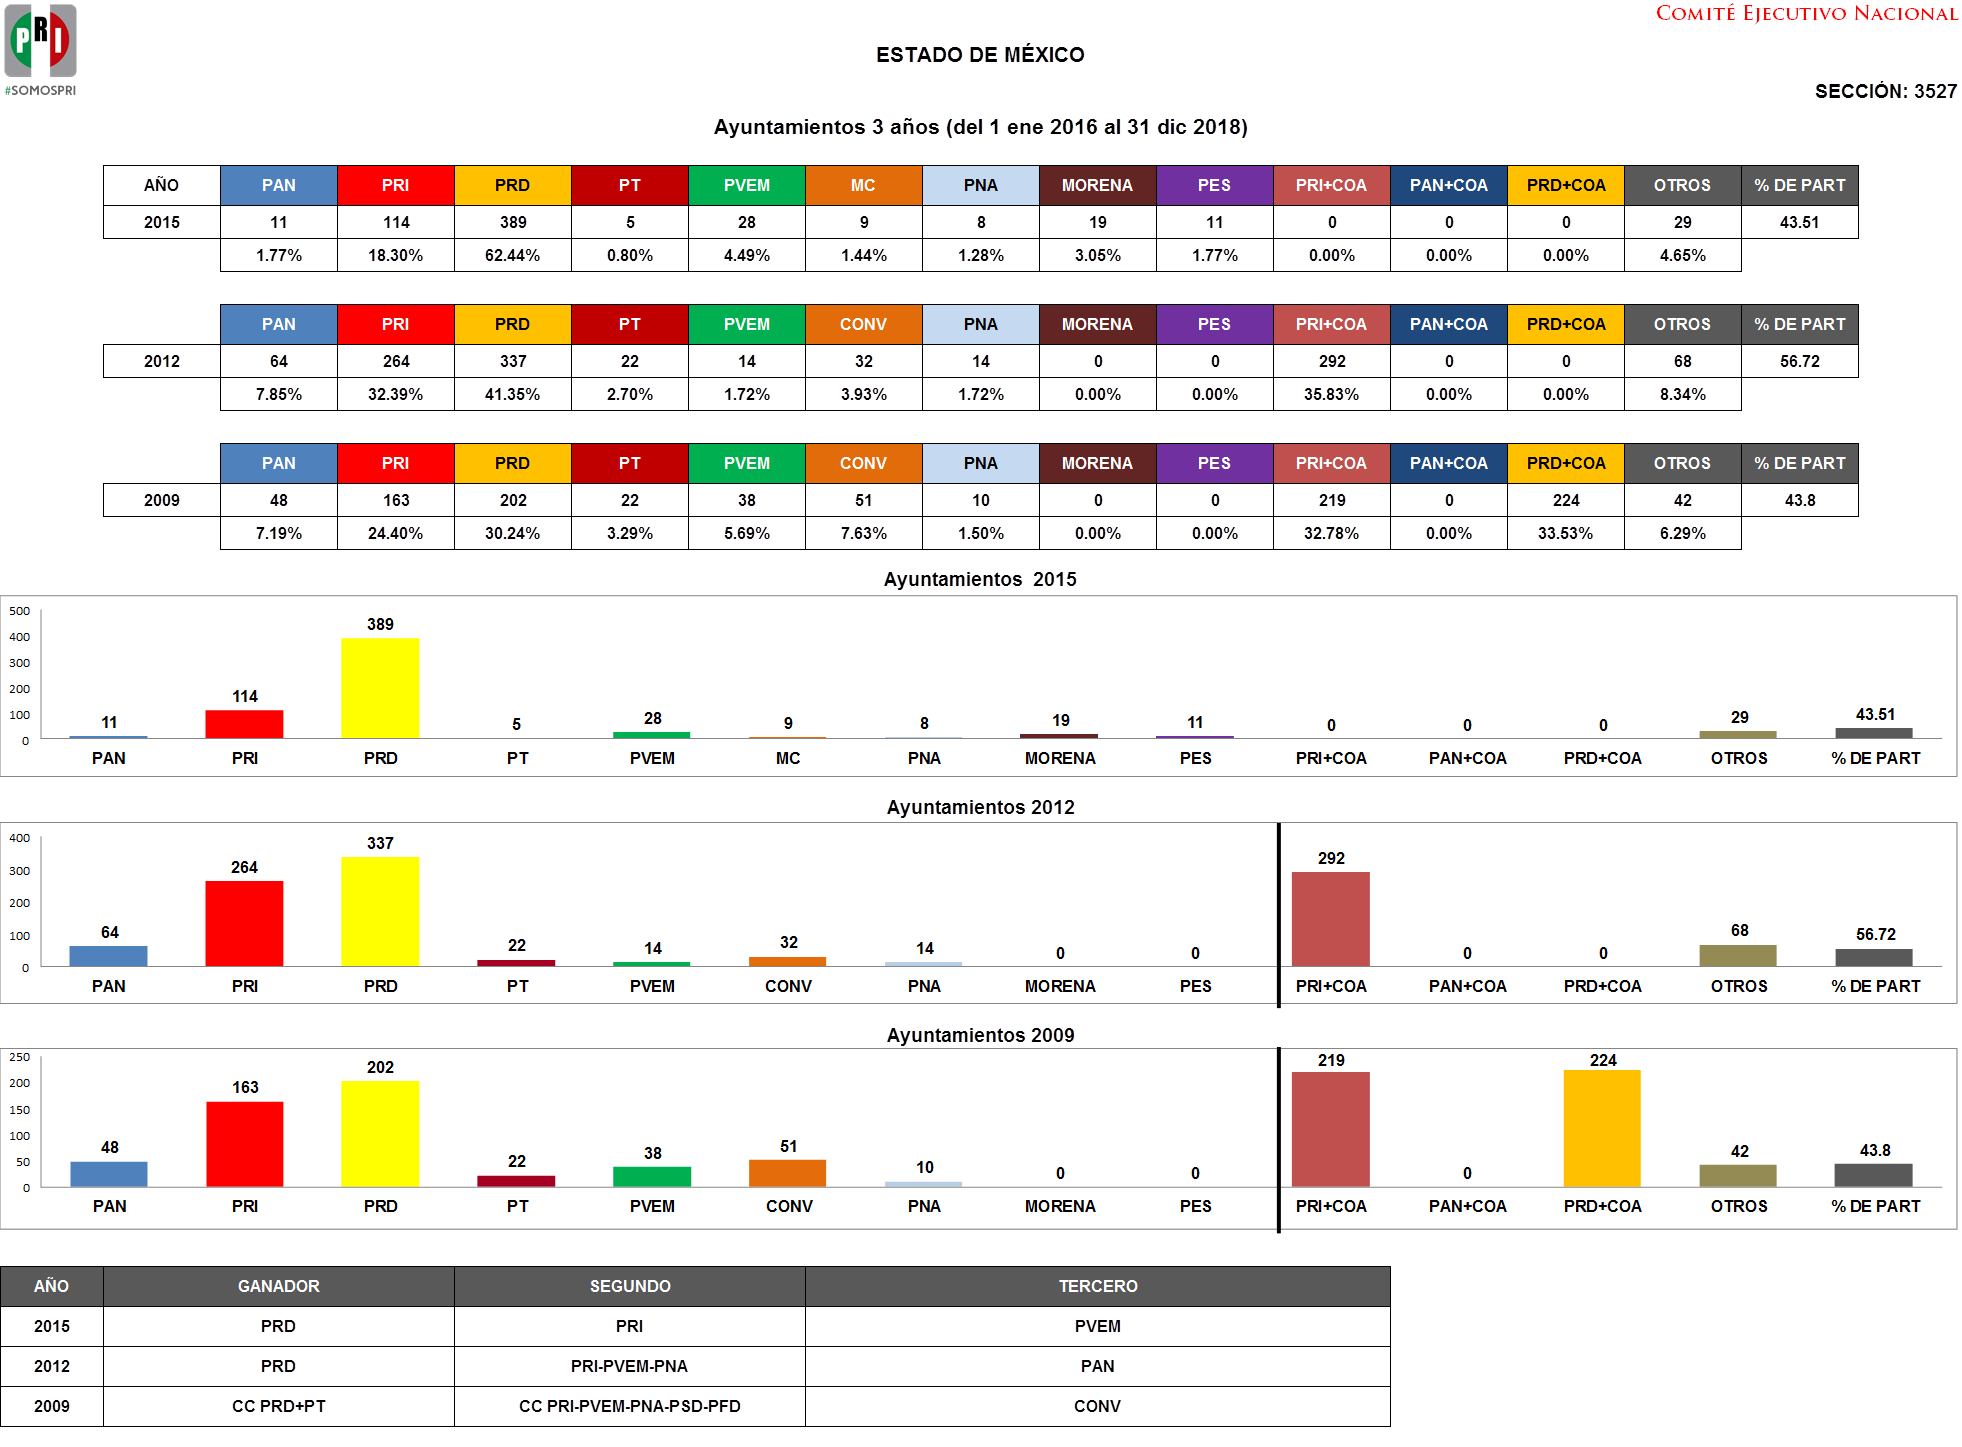 PRI
#SOMOSPRI
COMITÉ EJECUTIVO NACIONAL
ESTADO DE MÉXICO
SECCIÓN: 3527
Ayuntamientos 3 años (del 1 ene 2016 al 31 dic 2018)
AÑO PAN PRI PRD PT PVEM MC PNA MORENA PES PRI+COA PAN+COA PRD+COA OTROS % DE PART
2015 11 114 389 5 28 9 8 19 11 0 0 0 29 43.51
1.77% 18.30% 62.44% 0.80% 4.49% 1.44% 1.28% 3.05% 1.77% 0.00% 0.00% 0.00% 4.65%
PAN PRI PRD PT PVEM CONV PNA MORENA PES PRI+COA PAN+COA PRD+COA OTROS % DE PART
2012 64 264 337 22 14 32 14 0 0 292 0 0 68 56.72
7.85% 32.39% 41.35% 2.70% 1.72% 3.93% 1.72% 0.00% 0.00% 35.83% 0.00% 0.00% 8.34%
PAN PRI PRD PT PVEM CONV PNA MORENA PES PRI+COA PAN+COA PRD+COA OTROS % DE PART
2009 48 163 202 22 38 51 10 0 0 219 0 224 42 43.8
7.19% 24.40% 30.24% 3.29% 5.69% 7.63% 1.50% 0.00% 0.00% 32.78% 0.00% 33.53% 6.29%
Ayuntamientos 2015
500
400
300
200
100
0
11 114 389 5 28 9 8 19 11 0 0 0 29 43.51
PAN PRI PRD PT PVEM MC PNA MORENA PES PRI+COA PAN+COA PRD+COA OTROS % DE PART
Ayuntamientos 2012
400
300
200
100
0
64 264 337 22 14 32 14 0 0 292 0 0 68 56.72
PAN PRI PRD PT PVEM CONV PNA MORENA PES PRI+COA PAN+COA PRD+COA OTROS % DE PART
Ayuntamientos 2009
250
200
150
100
50
0
48 163 202 22 38 51 10 0 0 219 0 224 42 43.8
PAN PRI PRD PT PVEM CONV PNA MORENA PES PRI+COA PAN+COA PRD+COA OTROS % DE PART
AÑO GANADOR SEGUNDO TERCERO
2015 PRD PRI PVEM
2012 PRD PRI-PVEM-PNA PAN
2009 CC PRD+PT CC PRI-PVEM-PNA-PSD-PFD CONV